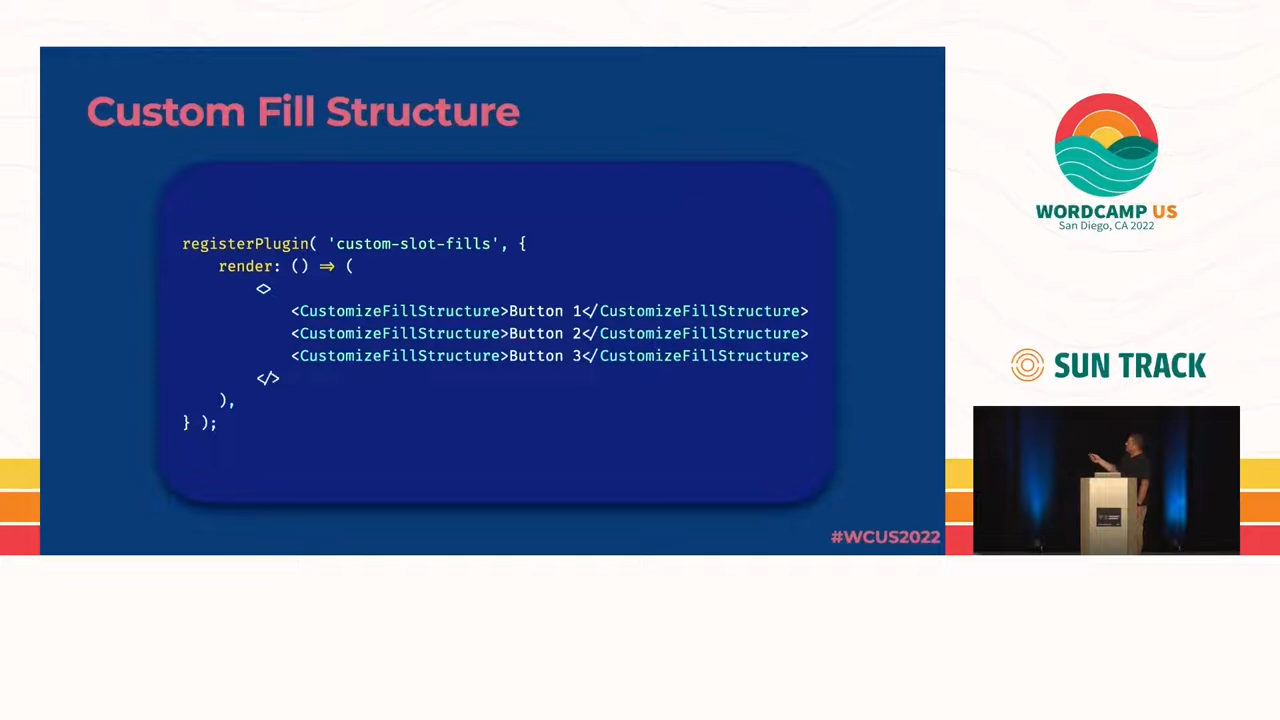 Custom Fill Structure
registerPlugin( 'custom-slot-fills', {
render: () => (
<>
<CustomizeFillStructure>Button 1</CustomizeFillStructure>
<CustomizeFillStructure>Button 2</CustomizeFillStructure>
<CustomizeFillStructure>Button 3</CustomizeFillStructure>
</>
),
} );
#WCUS2022
WORDCAMP US
San Diego, CA 2022
SUN TRACK